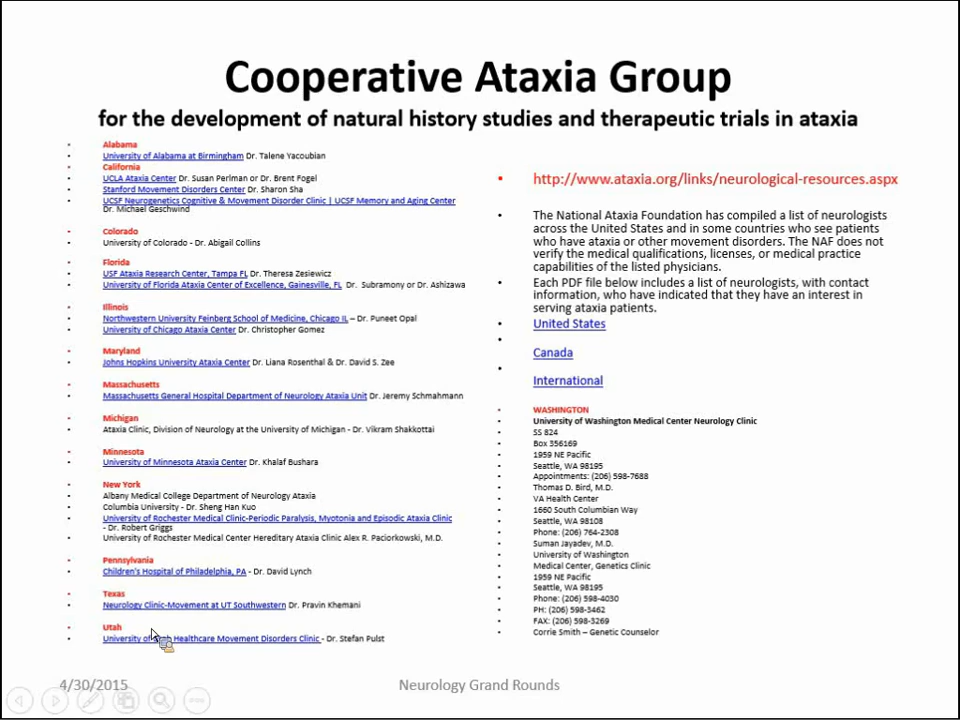 Cooperative Ataxia Group
for the development of natural history studies and therapeutic trials in ataxia
Alabama
University of Alabama at Birmingham Dr. Talene Yacoubian
California
UCLA Ataxia Center Dr. Susan Perlman or Dr. Brent Fogel
Stanford Movement Disorders Center Dr. Sharon Sha
UCSF Neurogenetics Cognitive & Movement Disorder Clinic | UCSF Memory and Aging Center
Dr. Michael Geschwind
Colorado
University of Colorado - Dr. Abigail Collins
Florida
USF Ataxia Research Center, Tampa FL Dr. Theresa Zesiewicz
University of Florida Ataxia Center of Excellence, Gainesville, FL Dr. Subramony or Dr. Ashizawa
Illinois
Northwestern University Feinberg School of Medicine, Chicago IL – Dr. Puneet Opal
University of Chicago Ataxia Center Dr. Christopher Gomez
Maryland
Johns Hopkins University Ataxia Center Dr. Liana Rosenthal & Dr. David S. Zee
Massachusetts
Massachusetts General Hospital Department of Neurology Ataxia Unit Dr. Jeremy Schmahmann
Michigan
Ataxia Clinic, Division of Neurology at the University of Michigan - Dr. Vikram Shakkottai
Minnesota
University of Minnesota Ataxia Center Dr. Khalaf Bushara
New York
Albany Medical College Department of Neurology Ataxia
Columbia University - Dr. Sheng Han Kuo
University of Rochester Medical Clinic-Periodic Paralysis, Myotonia and Episodic Ataxia Clinic
- Dr. Robert Griggs
University of Rochester Medical Center Hereditary Ataxia Clinic Alex R. Paciorkowski, M.D.
Pennsylvania
Children's Hospital of Philadelphia, PA - Dr. David Lynch
Texas
Neurology Clinic-Movement at UT Southwestern Dr. Pravin Khemani
Utah
University of Utah Healthcare Movement Disorders Clinic - Dr. Stefan Pulst
http://www.ataxia.org/links/neurological-resources.aspx
The National Ataxia Foundation has compiled a list of neurologists
across the United States and in some countries who see patients
who have ataxia or other movement disorders. The NAF does not
verify the medical qualifications, licenses, or medical practice
capabilities of the listed physicians.
Each PDF file below includes a list of neurologists, with contact
information, who have indicated that they have an interest in
serving ataxia patients.
United States
Canada
International
WASHINGTON
University of Washington Medical Center Neurology Clinic
SS 824
Box 356169
1959 NE Pacific
Seattle, WA 98195
Appointments: (206) 598-7688
Thomas D. Bird, M.D.
VA Health Center
1660 South Columbian Way
Seattle, WA 98108
Phone: (206) 764-2308
Suman Jayadev, M.D.
University of Washington
Medical Center, Genetics Clinic
1959 NE Pacific
Seattle, WA 98195
Phone: (206) 598-4030
PH: (206) 598-3462
FAX: (206) 598-3269
Corrie Smith – Genetic Counselor
4/30/2015
Neurology Grand Rounds